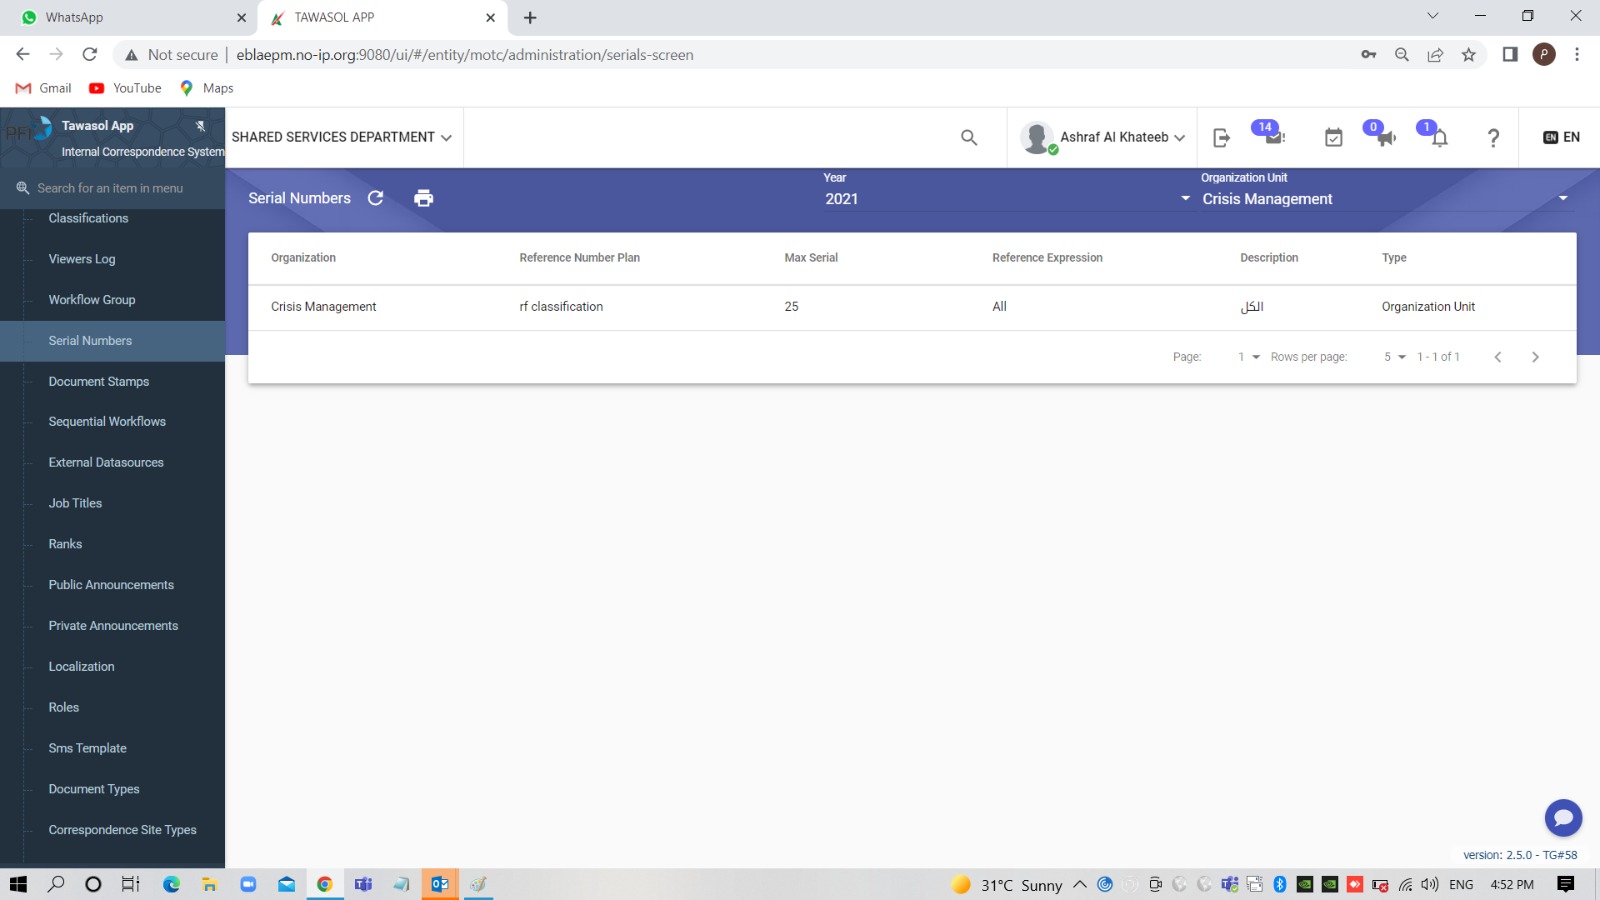 WhatsApp
TAWASOL APP
Not secure
eblaepm.no-ip.org:9080/ui/#/entity/motc/administration/serials-screen
P
Gmail
YouTube
Maps
PFI
Tawasol App
Internal Correspondence System
Search for an item in menu
Classifications
Viewers Log
Workflow Group
Serial Numbers
Document Stamps
Sequential Workflows
External Datasources
Job Titles
Ranks
Public Announcements
Private Announcements
Localization
Roles
Sms Template
Document Types
Correspondence Site Types
SHARED SERVICES DEPARTMENT
Ashraf Al Khateeb
14
0
1
EN EN
Serial Numbers
Year
2021
Organization Unit
Crisis Management
Organization Reference Number Plan Max Serial Reference Expression Description Type
Crisis Management rf classification 25 All الكل Organization Unit
Page: 1 Rows per page: 5 1 - 1 of 1
version: 2.5.0 - TG#58
31°C Sunny ENG 4:52 PM